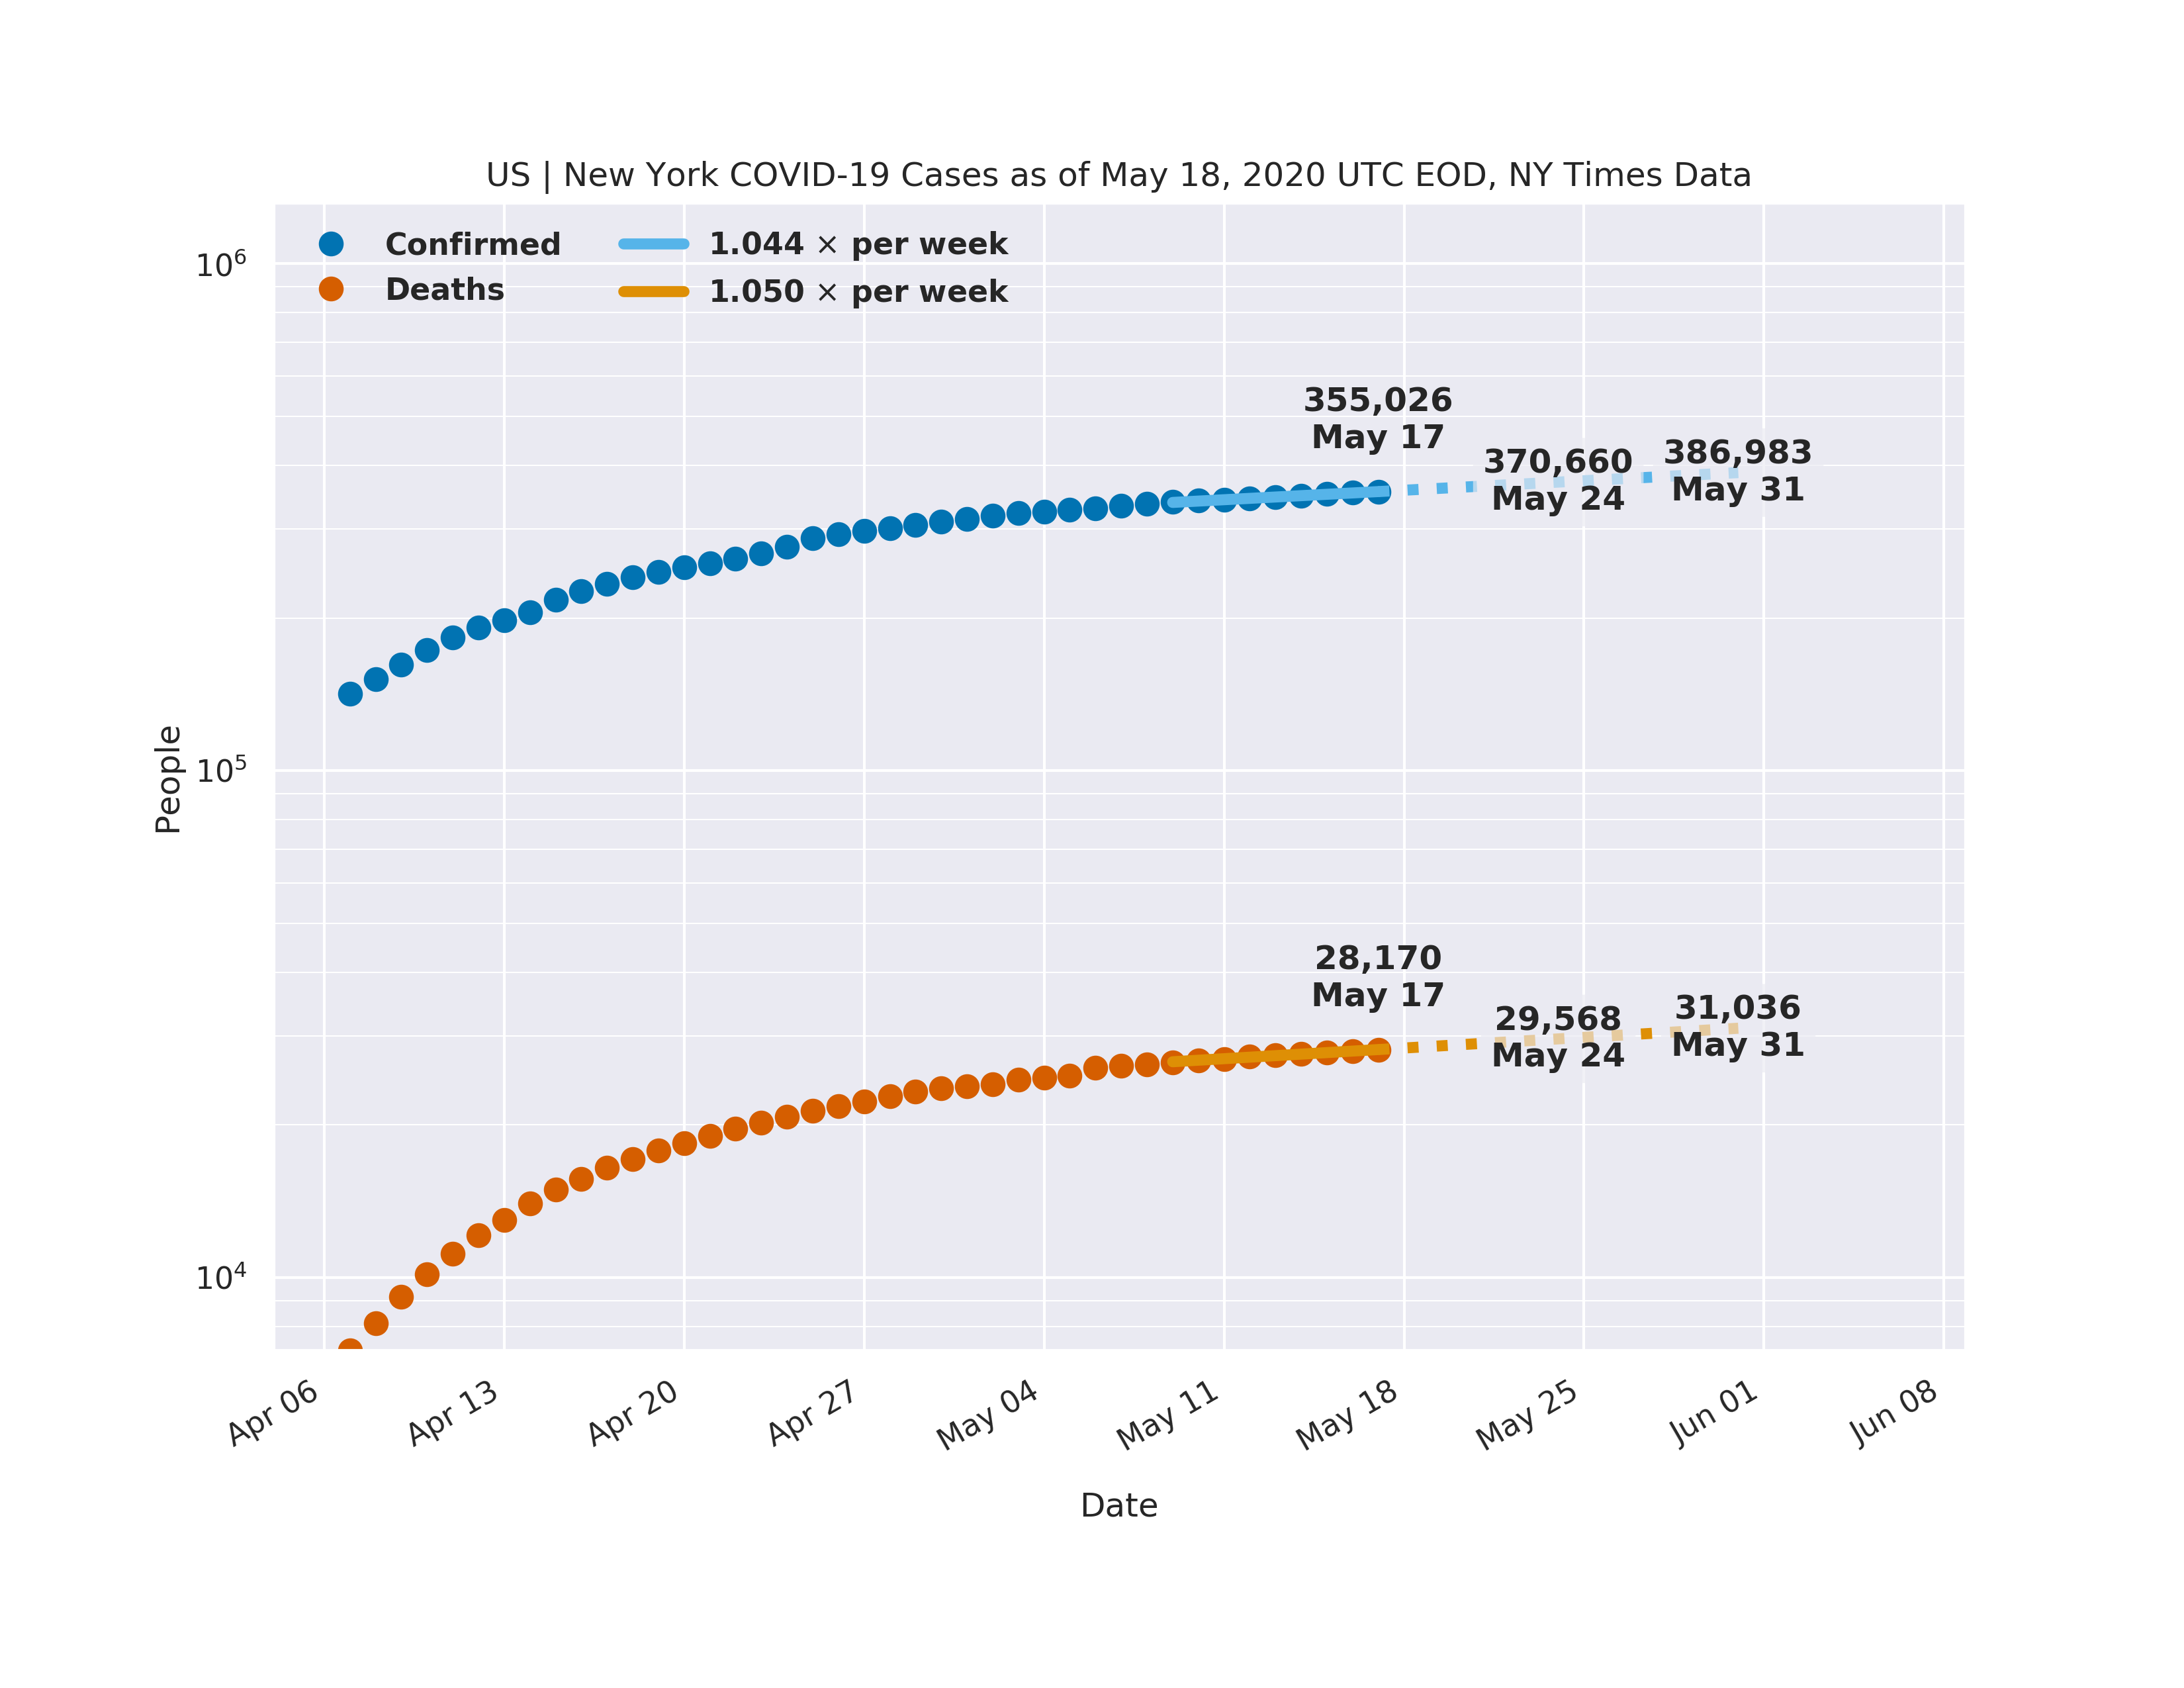 US | New York COVID-19 Cases as of May 18, 2020 UTC EOD, NY Times Data
Confirmed
Deaths
1.044 × per week
1.050 × per week
10⁶
10⁵
10⁴
People
355,026
May 17
370,660
May 24
386,983
May 31
28,170
May 17
29,568
May 24
31,036
May 31
Apr 06
Apr 13
Apr 20
Apr 27
May 04
May 11
May 18
May 25
Jun 01
Jun 08
Date